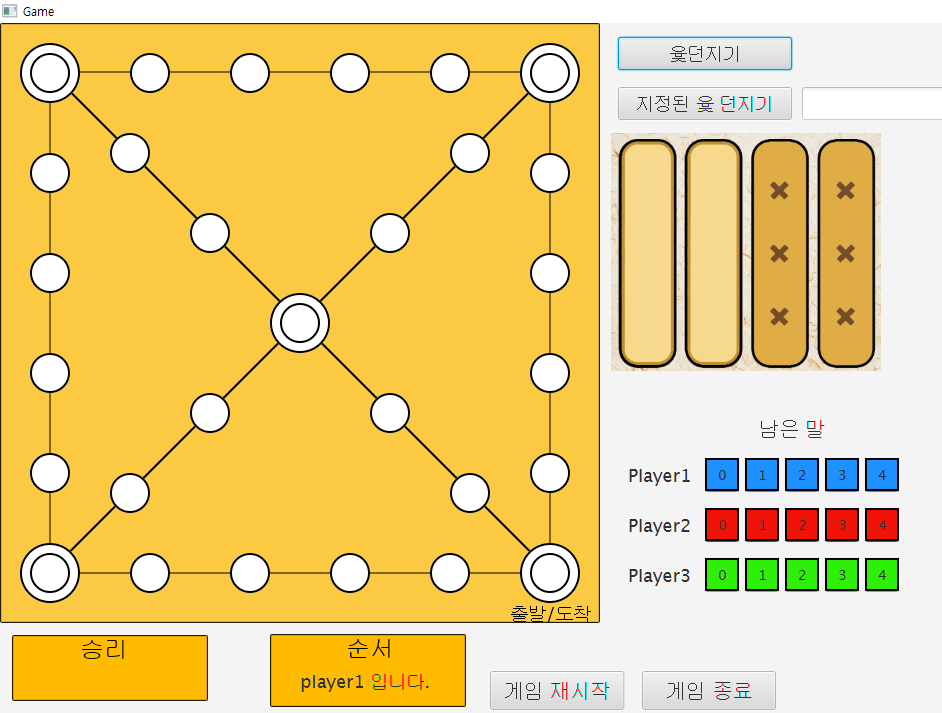 Game
윷던지기
지정된 윷 던지기
남은 말
Player1 0 1 2 3 4
Player2 0 1 2 3 4
Player3 0 1 2 3 4
출발/도착
승리
순서
player1 입니다.
게임 재시작
게임 종료